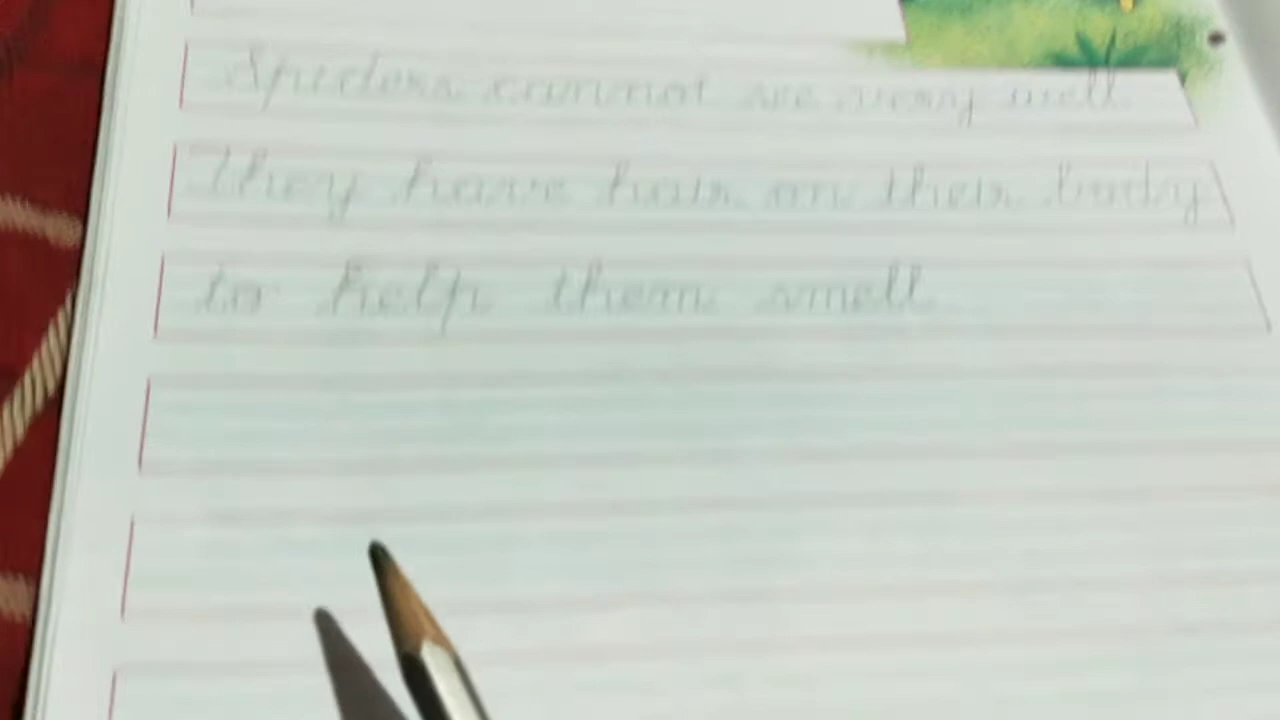 Spiders cannot see very well
They have hair on their body
to help them smell